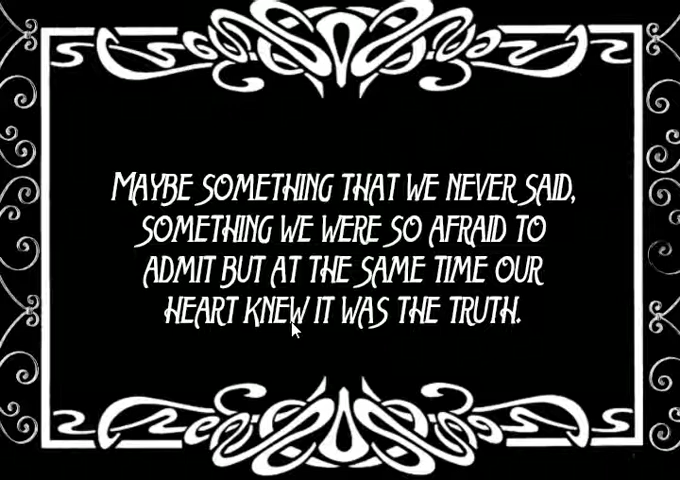 MAYBE SOMETHING THAT WE NEVER SAID,
SOMETHING WE WERE SO AFRAID TO
ADMIT BUT AT THE SAME TIME OUR
HEART KNEW IT WAS THE TRUTH.